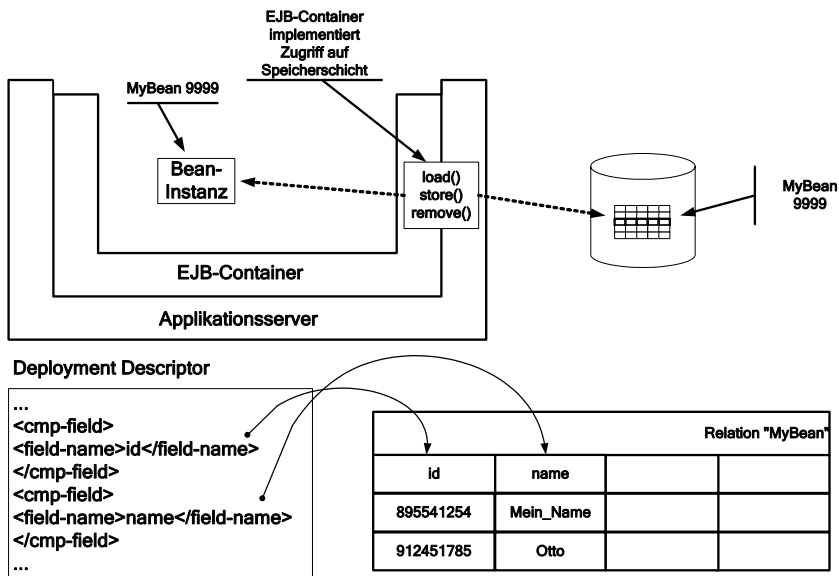 EJB-Container
implementiert
Zugriff auf
Speicherschicht
MyBean 9999
Bean-
Instanz
load()
store()
remove()
MyBean
9999
EJB-Container
Applikationsserver
Deployment Descriptor
...
<cmp-field>
<field-name>id</field-name>
</cmp-field>
<cmp-field>
<field-name>name</field-name>
</cmp-field>
...
Relation "MyBean"
id name
895541254 Mein_Name
912451785 Otto